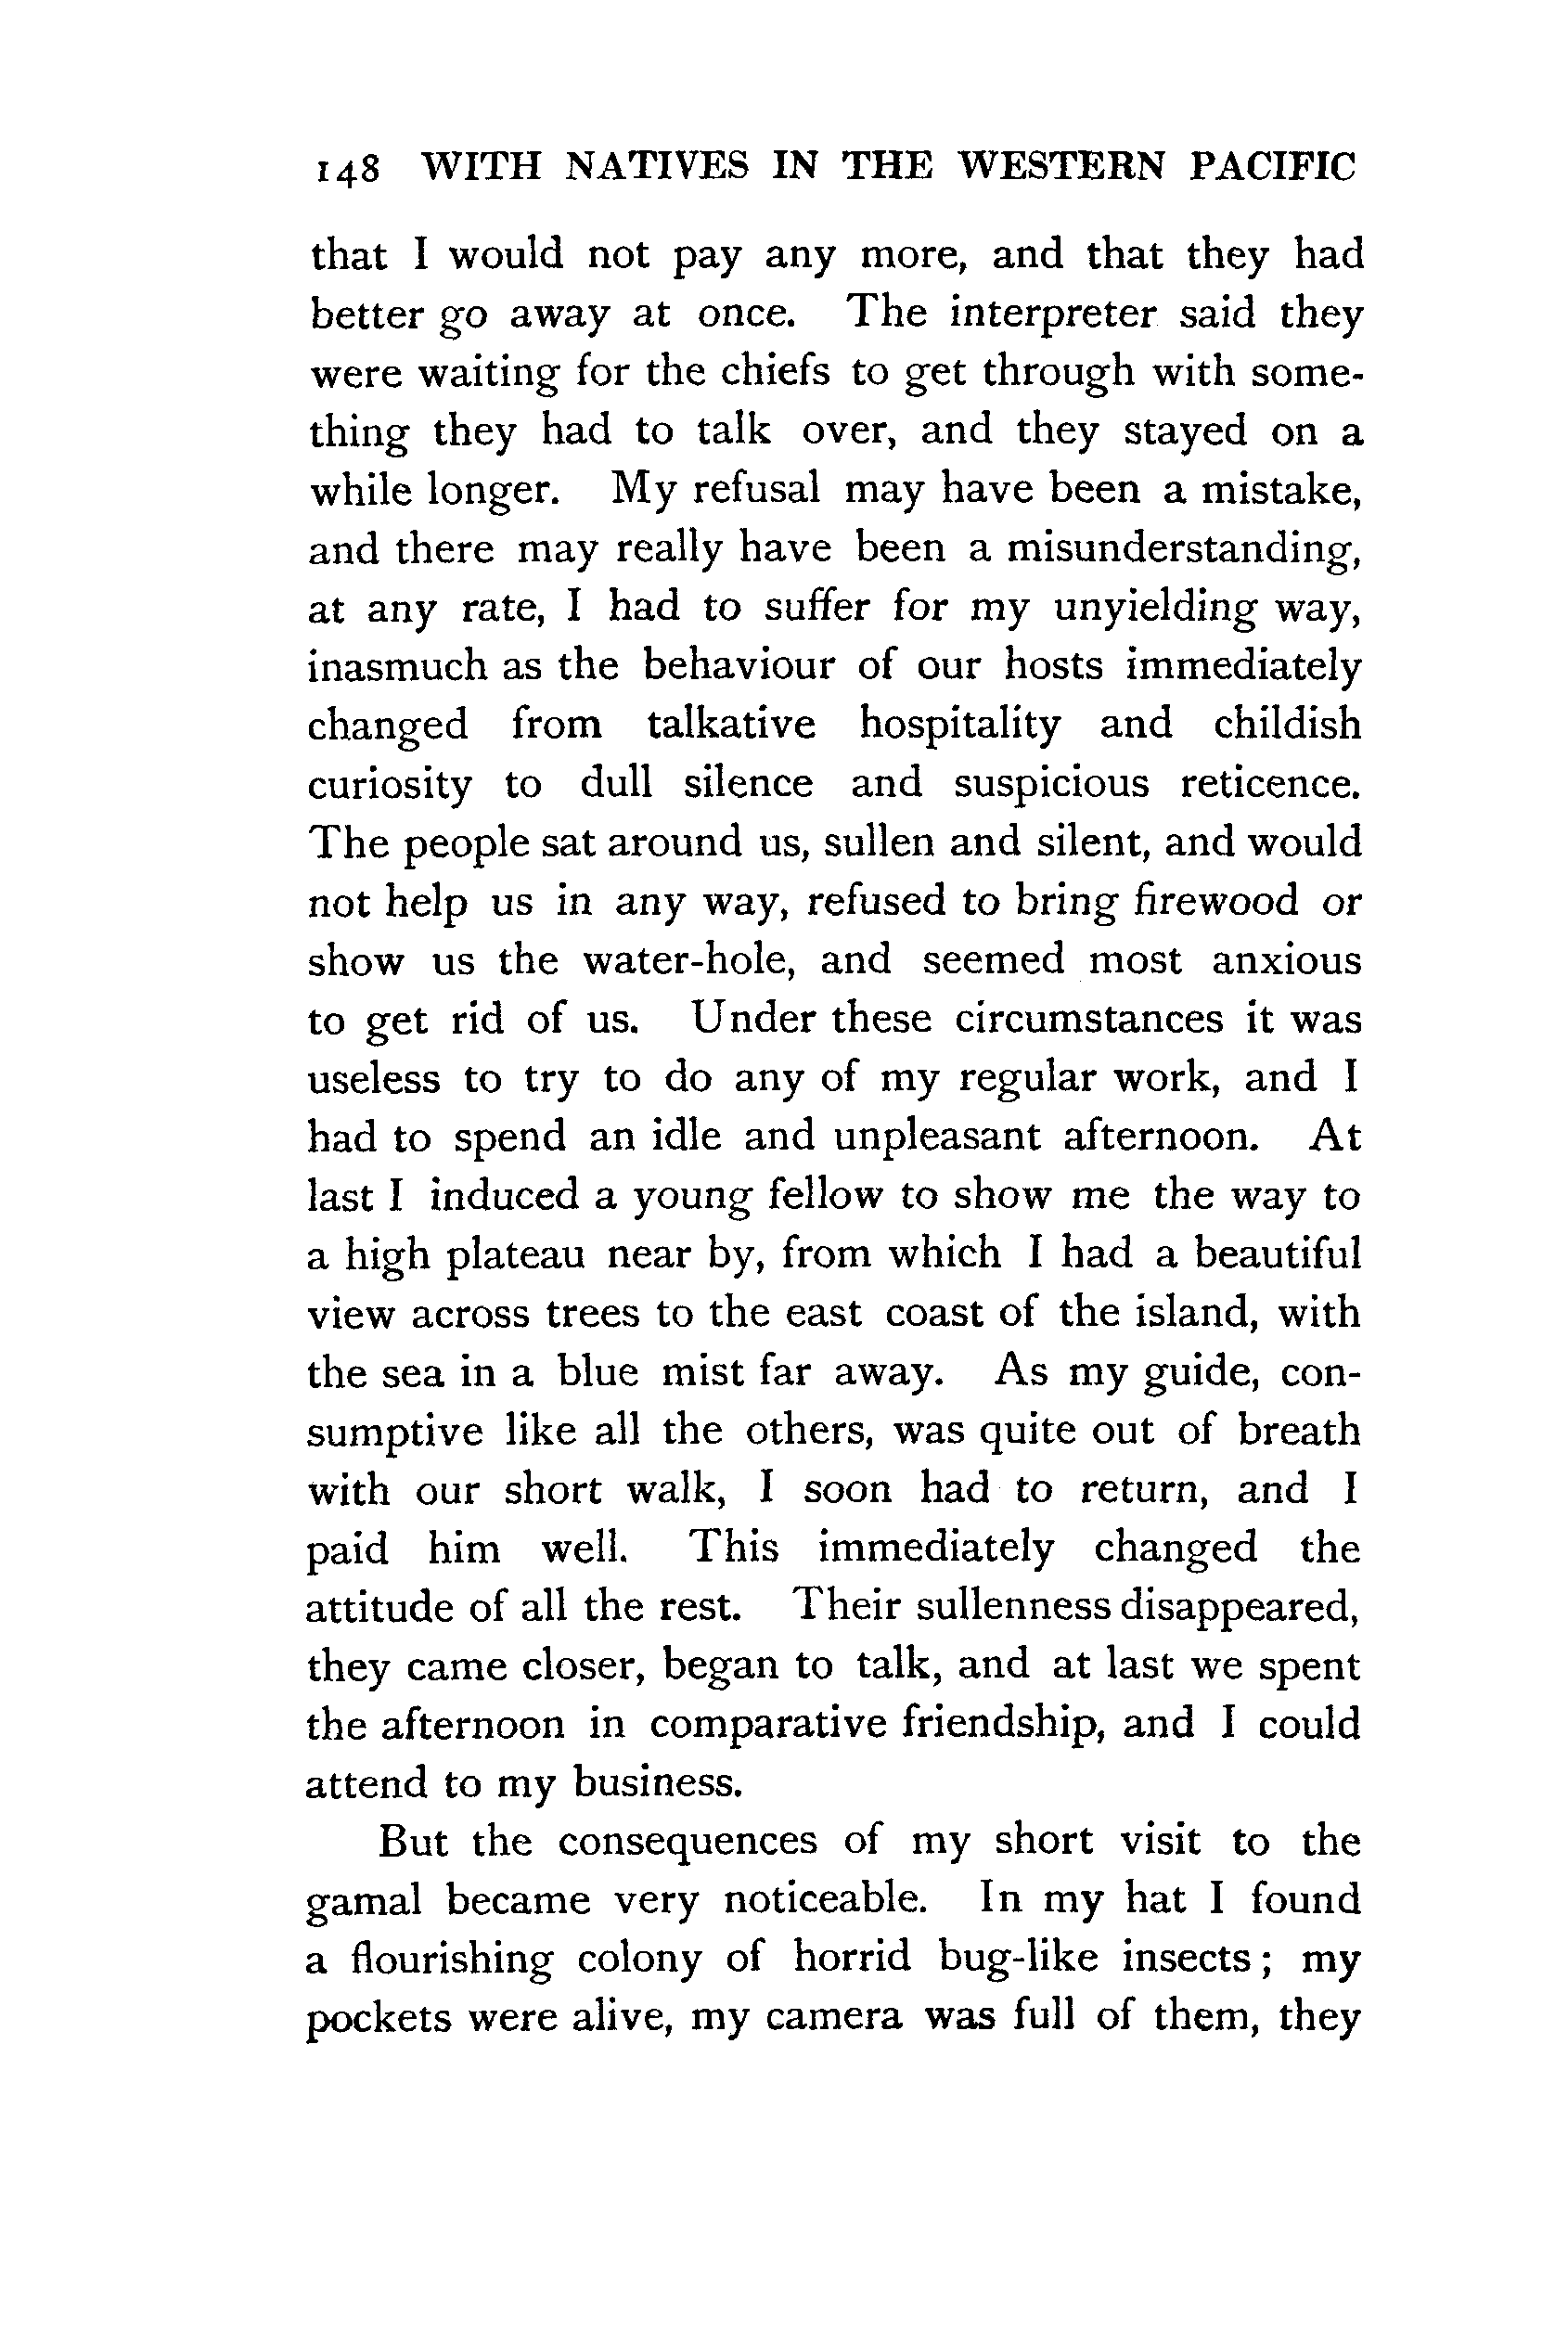 148 WITH NATIVES IN THE WESTERN PACIFIC
that I would not pay any more, and that they had
better go away at once. The interpreter said they
were waiting for the chiefs to get through with some-
thing they had to talk over, and they stayed on a
while longer. My refusal may have been a mistake,
and there may really have been a misunderstanding,
at any rate, I had to suffer for my unyielding way,
inasmuch as the behaviour of our hosts immediately
changed from talkative hospitality and childish
curiosity to dull silence and suspicious reticence.
The people sat around us, sullen and silent, and would
not help us in any way, refused to bring firewood or
show us the water-hole, and seemed most anxious
to get rid of us. Under these circumstances it was
useless to try to do any of my regular work, and I
had to spend an idle and unpleasant afternoon. At
last I induced a young fellow to show me the way to
a high plateau near by, from which I had a beautiful
view across trees to the east coast of the island, with
the sea in a blue mist far away. As my guide, con-
sumptive like all the others, was quite out of breath
with our short walk, I soon had to return, and I
paid him well. This immediately changed the
attitude of all the rest. Their sullenness disappeared,
they came closer, began to talk, and at last we spent
the afternoon in comparative friendship, and I could
attend to my business.
But the consequences of my short visit to the
gamal became very noticeable. In my hat I found
a flourishing colony of horrid bug-like insects; my
pockets were alive, my camera was full of them, they